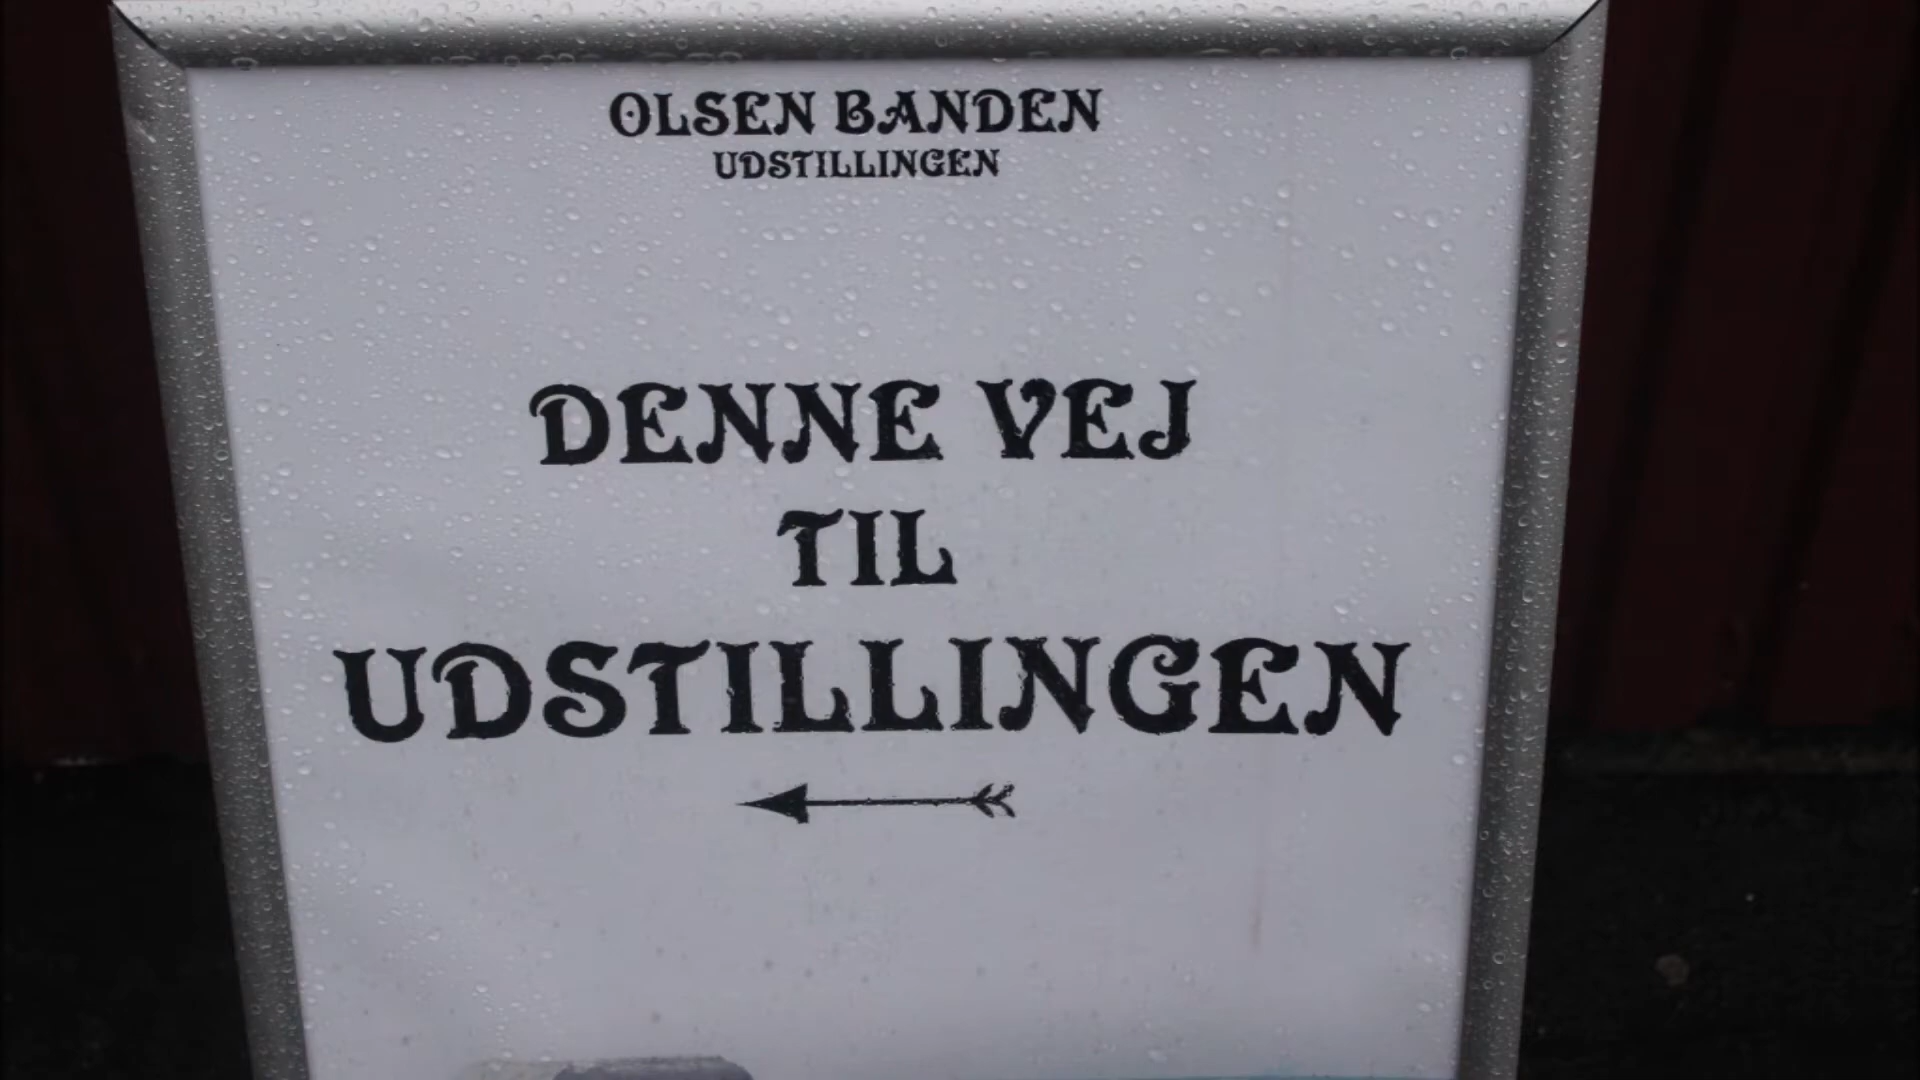 OLSEN BANDEN
UDSTILLINGEN
DENNE VEJ
TIL
UDSTILLINGEN